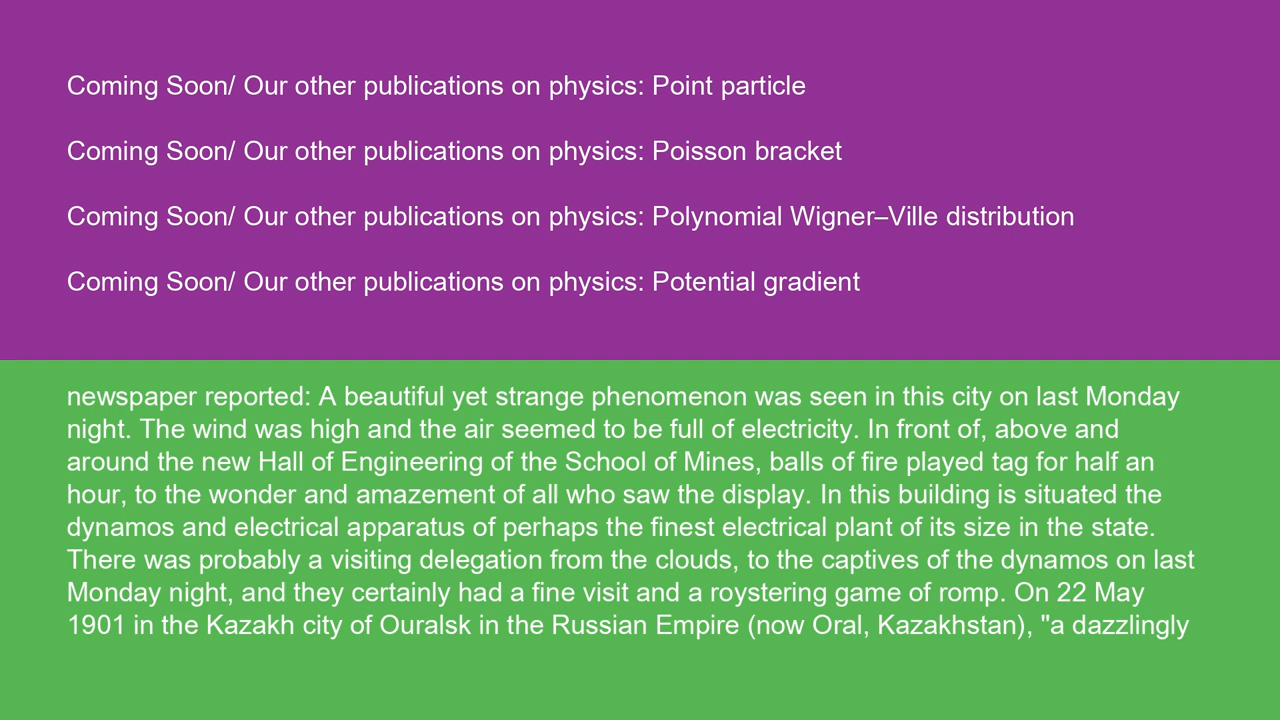 Coming Soon/ Our other publications on physics: Point particle
Coming Soon/ Our other publications on physics: Poisson bracket
Coming Soon/ Our other publications on physics: Polynomial Wigner–Ville distribution
Coming Soon/ Our other publications on physics: Potential gradient
newspaper reported: A beautiful yet strange phenomenon was seen in this city on last Monday
night. The wind was high and the air seemed to be full of electricity. In front of, above and
around the new Hall of Engineering of the School of Mines, balls of fire played tag for half an
hour, to the wonder and amazement of all who saw the display. In this building is situated the
dynamos and electrical apparatus of perhaps the finest electrical plant of its size in the state.
There was probably a visiting delegation from the clouds, to the captives of the dynamos on last
Monday night, and they certainly had a fine visit and a roystering game of romp. On 22 May
1901 in the Kazakh city of Ouralsk in the Russian Empire (now Oral, Kazakhstan), "a dazzlingly